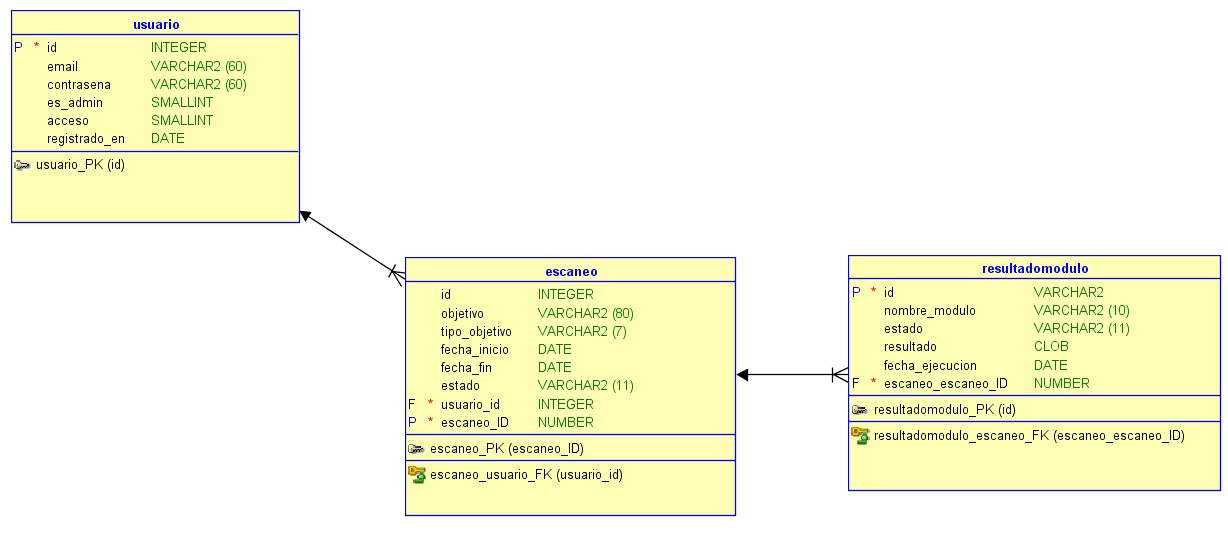 usuario
P * id INTEGER
email VARCHAR2 (60)
contrasena VARCHAR2 (60)
es_admin SMALLINT
acceso SMALLINT
registrado_en DATE
usuario_PK (id)
escaneo
id INTEGER
objetivo VARCHAR2 (80)
tipo_objetivo VARCHAR2 (7)
fecha_inicio DATE
fecha_fin DATE
estado VARCHAR2 (11)
F * usuario_id INTEGER
P * escaneo_ID NUMBER
escaneo_PK (escaneo_ID)
escaneo_usuario_FK (usuario_id)
resultadomodulo
P * id VARCHAR2
nombre_modulo VARCHAR2 (10)
estado VARCHAR2 (11)
resultado CLOB
fecha_ejecucion DATE
F * escaneo_escaneo_ID NUMBER
resultadomodulo_PK (id)
resultadomodulo_escaneo_FK (escaneo_escaneo_ID)